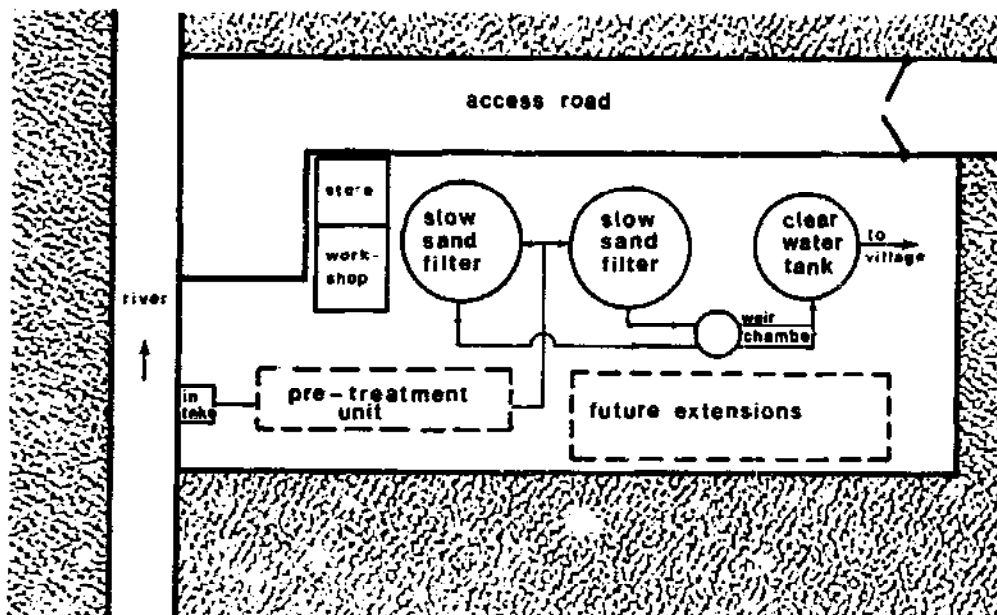 access road
store
work-
shop
slow
sand
filter
slow
sand
filter
clear
water
tank
to
village
river
weir
chamber
in
take
pre-treatment
unit
future extensions